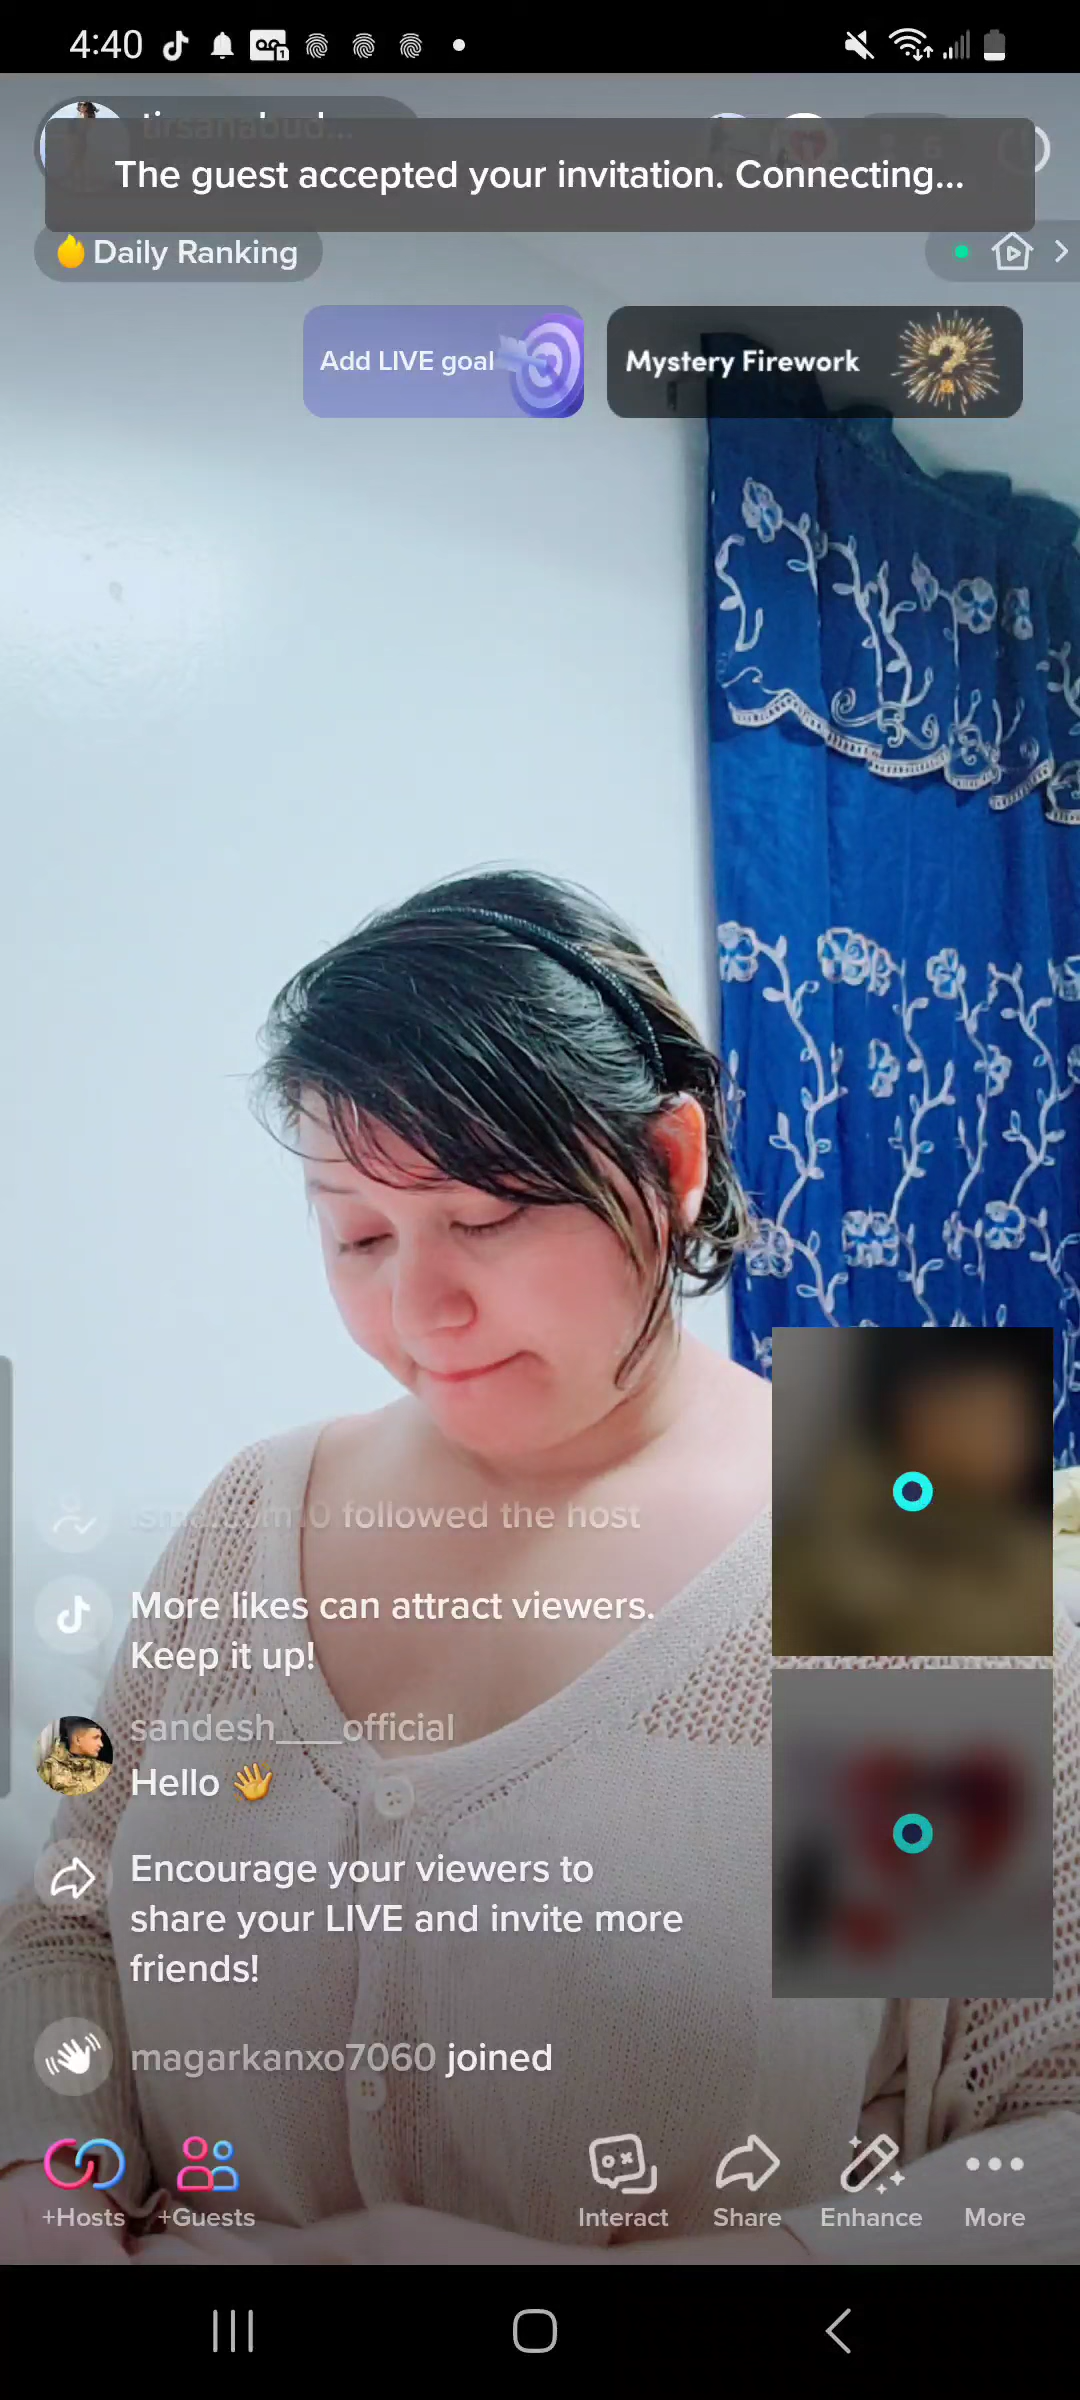 4:40
tirsanabud...
The guest accepted your invitation. Connecting...
Daily Ranking
Add LIVE goal
Mystery Firework
followed the host
More likes can attract viewers.
Keep it up!
sandesh___official
Hello 👋
Encourage your viewers to
share your LIVE and invite more
friends!
magarkanxo7060 joined
+Hosts
+Guests
Interact
Share
Enhance
More